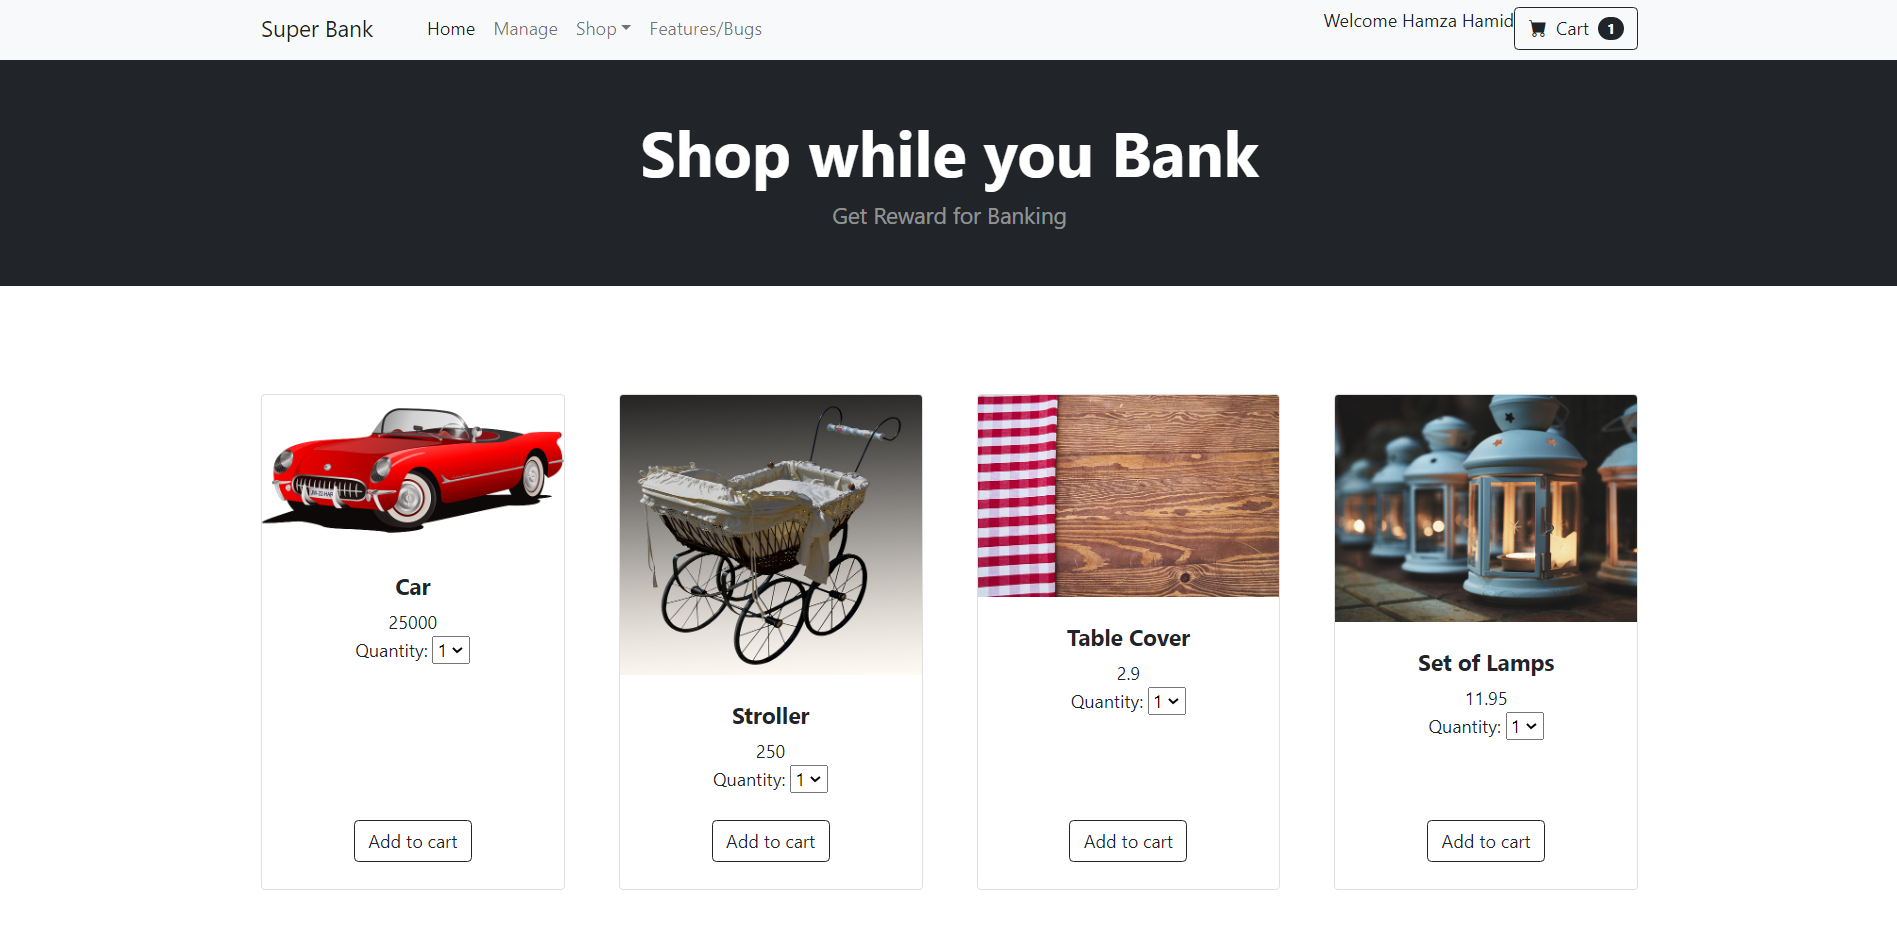 Super Bank Home Manage Shop Features/Bugs Welcome Hamza Hamid Cart 1
Shop while you Bank
Get Reward for Banking
Car
25000
Quantity: 1
Add to cart
Stroller
250
Quantity: 1
Add to cart
Table Cover
2.9
Quantity: 1
Add to cart
Set of Lamps
11.95
Quantity: 1
Add to cart